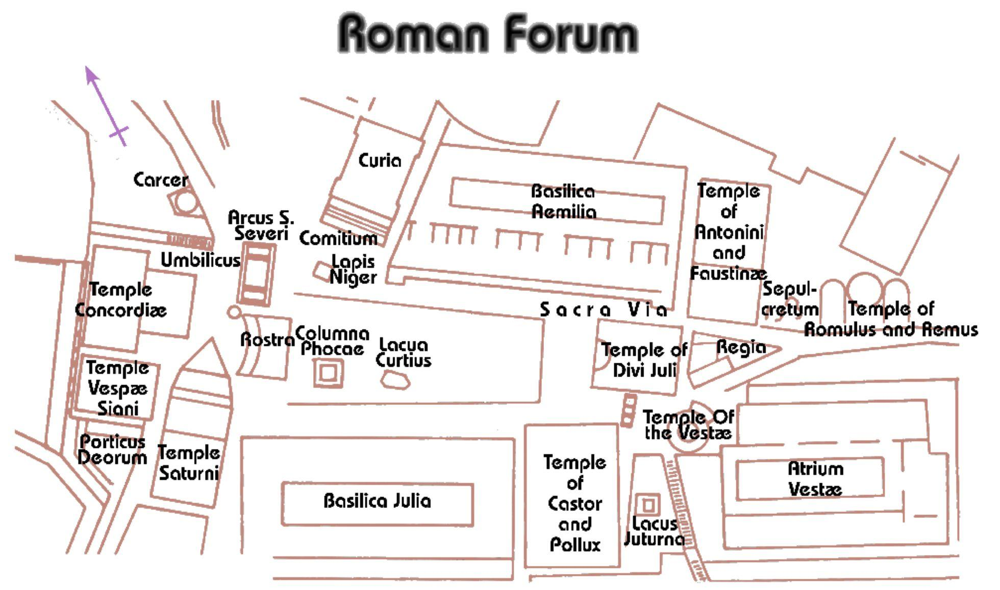 Roman Forum
Carcer
Curia
Basilica
Aemilia
Temple
of
Antonini
and
Faustinæ
Arcus S.
Severi
Comitium
Umbilicus
Lapis
Niger
Temple
Concordiæ
Sepul-
cretum
Temple of
Romulus and Remus
Sacra Via
Rostra
Columna
Phocae
Lacua
Curtius
Temple of
Divi Juli
Regia
Temple
Vespæ
Siani
Temple Of
the Vestæ
Porticus
Deorum
Temple
Saturni
Basilica Julia
Temple
of
Castor
and
Pollux
Lacus
Juturna
Atrium
Vestæ